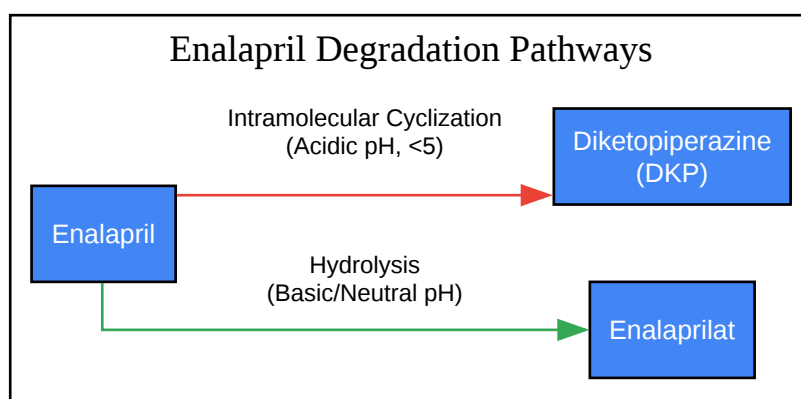 Enalapril Degradation Pathways
Intramolecular Cyclization
(Acidic pH, <5)
Diketopiperazine
(DKP)
Enalapril
Hydrolysis
(Basic/Neutral pH)
Enalaprilat